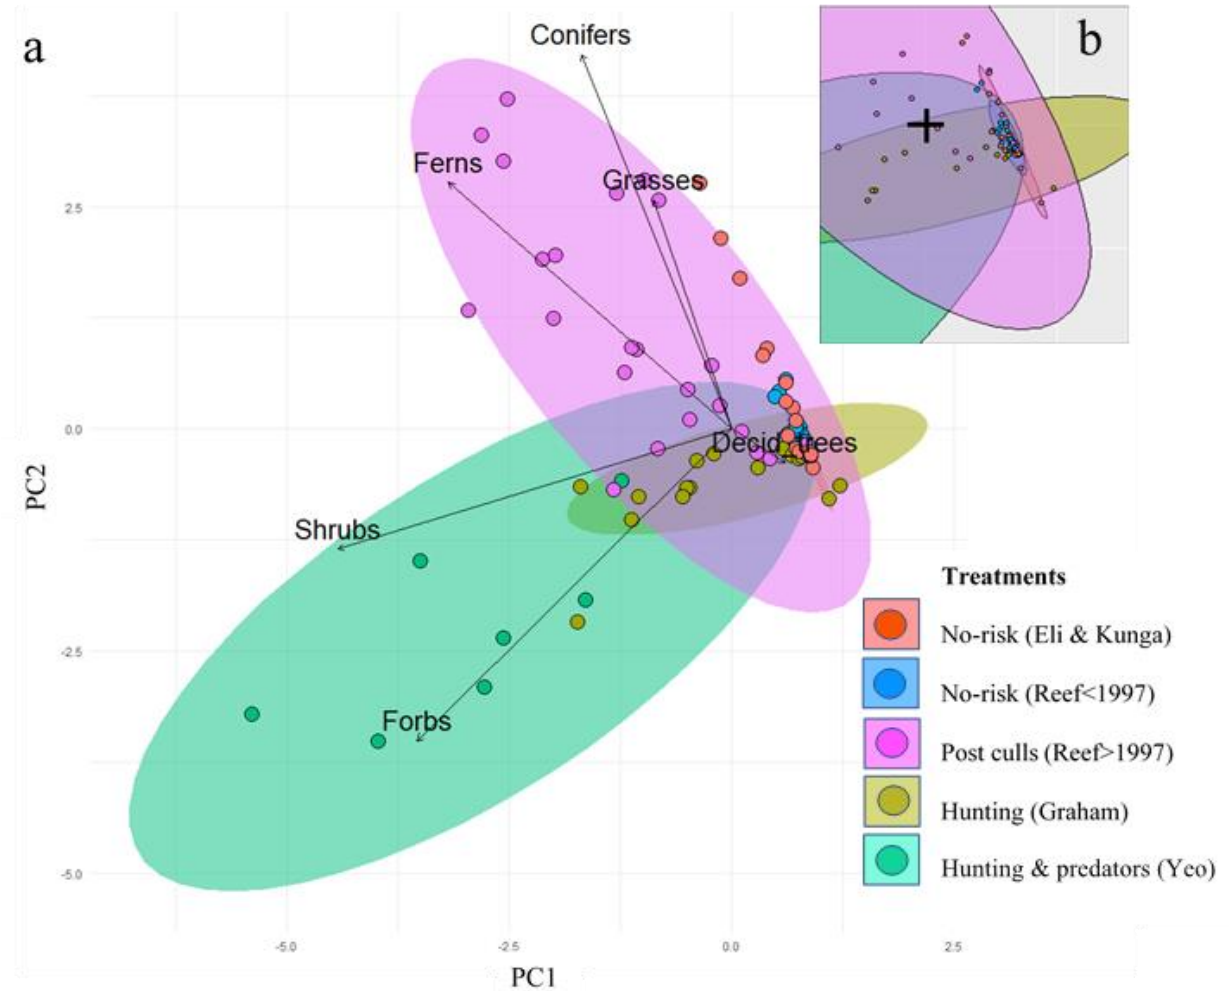 a
b
Conifers
Ferns
Grasses
2.5
0.0
Decid_trees
PC2
Shrubs
-2.5
Forbs
-5.0
Treatments
No-risk (Eli & Kunga)
No-risk (Reef<1997)
Post culls (Reef>1997)
Hunting (Graham)
Hunting & predators (Yeo)
-5.0 -2.5 0.0 2.5
PC1